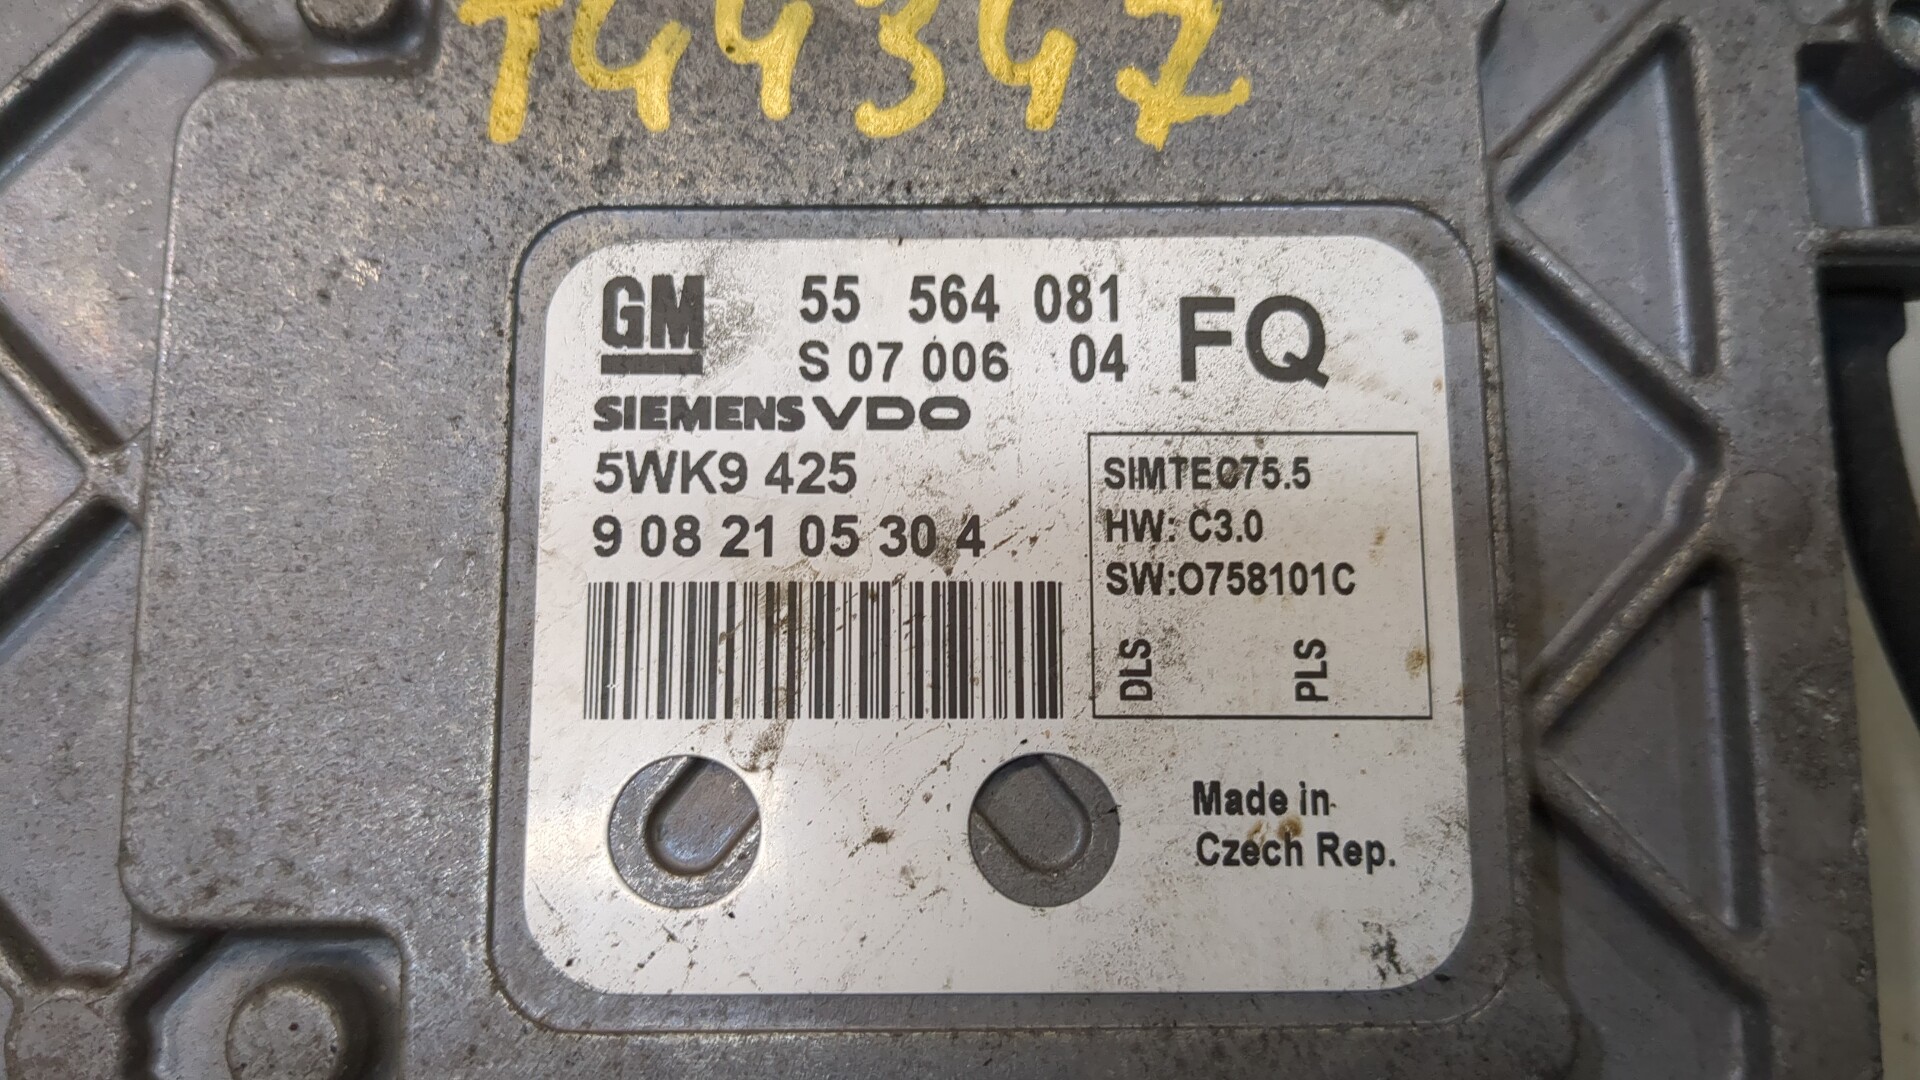 T44347
GM 55 564 081 FQ
S 07 006 04
SIEMENS VDO
5WK9 425
9 08 21 05 30 4
SIMTEC75.5
HW: C3.0
SW:O758101C
DLS PLS
Made in
Czech Rep.